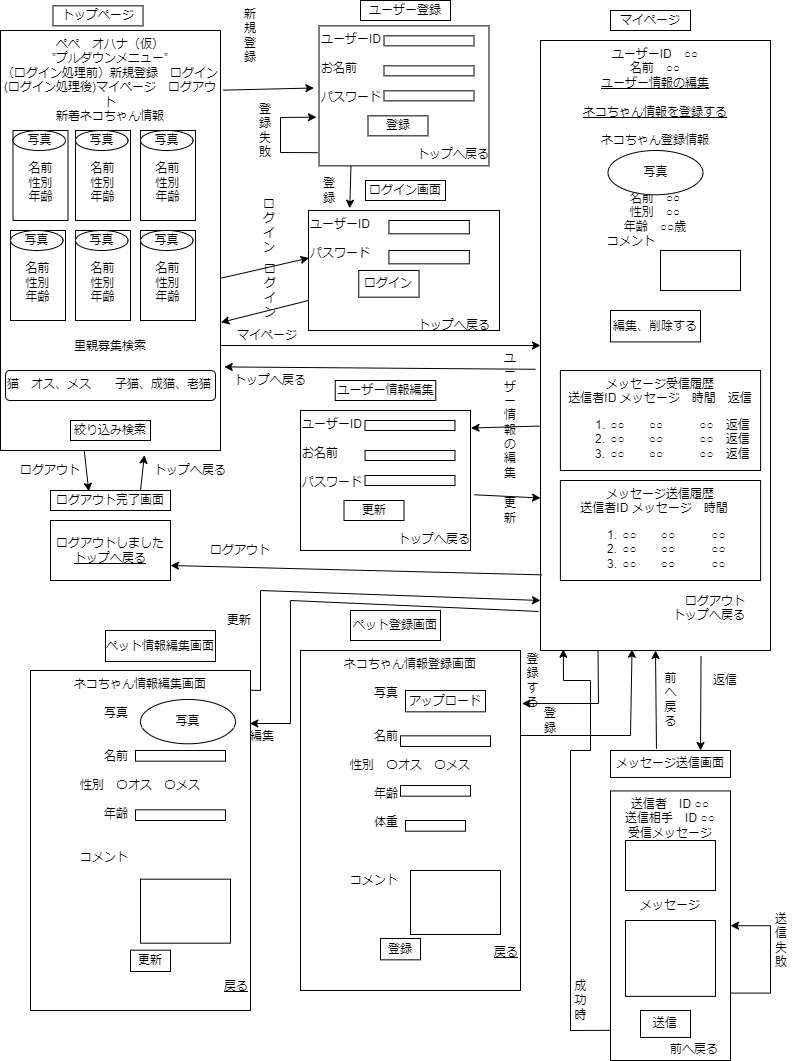 トップページ
ペペ　オハナ（仮）
"プルダウンメニュー"
（ログイン処理前）新規登録　ログイン
(ログイン処理後)マイページ　ログアウ
ト
新着ネコちゃん情報
写真
名前
性別
年齢
写真
名前
性別
年齢
写真
名前
性別
年齢
写真
名前
性別
年齢
写真
名前
性別
年齢
写真
名前
性別
年齢
里親募集検索
猫　オス、メス　　子猫、成猫、老猫
絞り込み検索
ログアウト
トップへ戻る
ログアウト完了画面
ログアウトしました
トップへ戻る
新規登録
ユーザー登録
ユーザーID
お名前
パスワード
登録
トップへ戻る
登録失敗
登録
ログイン画面
ユーザーID
パスワード
ログイン
トップへ戻る
ログイン
ログイン
マイページ
トップへ戻る
ユーザー情報編集
ユーザーID
お名前
パスワード
更新
トップへ戻る
ユーザー情報の編集
更新
ログアウト
マイページ
ユーザーID　○○
名前　○○
ユーザー情報の編集
ネコちゃん情報を登録する
ネコちゃん登録情報
写真
名前　○○
性別　○○
年齢　○○歳
コメント
編集、削除する
メッセージ受信履歴
送信者ID メッセージ　時間　返信
1. ○○　　○○　　　○○　返信
2. ○○　　○○　　　○○　返信
3. ○○　　○○　　　○○　返信
メッセージ送信履歴
送信者ID メッセージ　時間
1. ○○　　○○　　　○○
2. ○○　　○○　　　○○
3. ○○　　○○　　　○○
ログアウト
トップへ戻る
更新
ペット情報編集画面
ネコちゃん情報編集画面
写真
写真
名前
性別　〇オス　〇メス
年齢
コメント
更新
戻る
編集
ペット登録画面
ネコちゃん情報登録画面
写真
アップロード
名前
性別　〇オス　〇メス
年齢
体重
コメント
登録
戻る
登録する
登録
前へ戻る
返信
メッセージ送信画面
送信者　ID ○○
送信相手　ID ○○
受信メッセージ
メッセージ
送信
前へ戻る
成功時
送信失敗